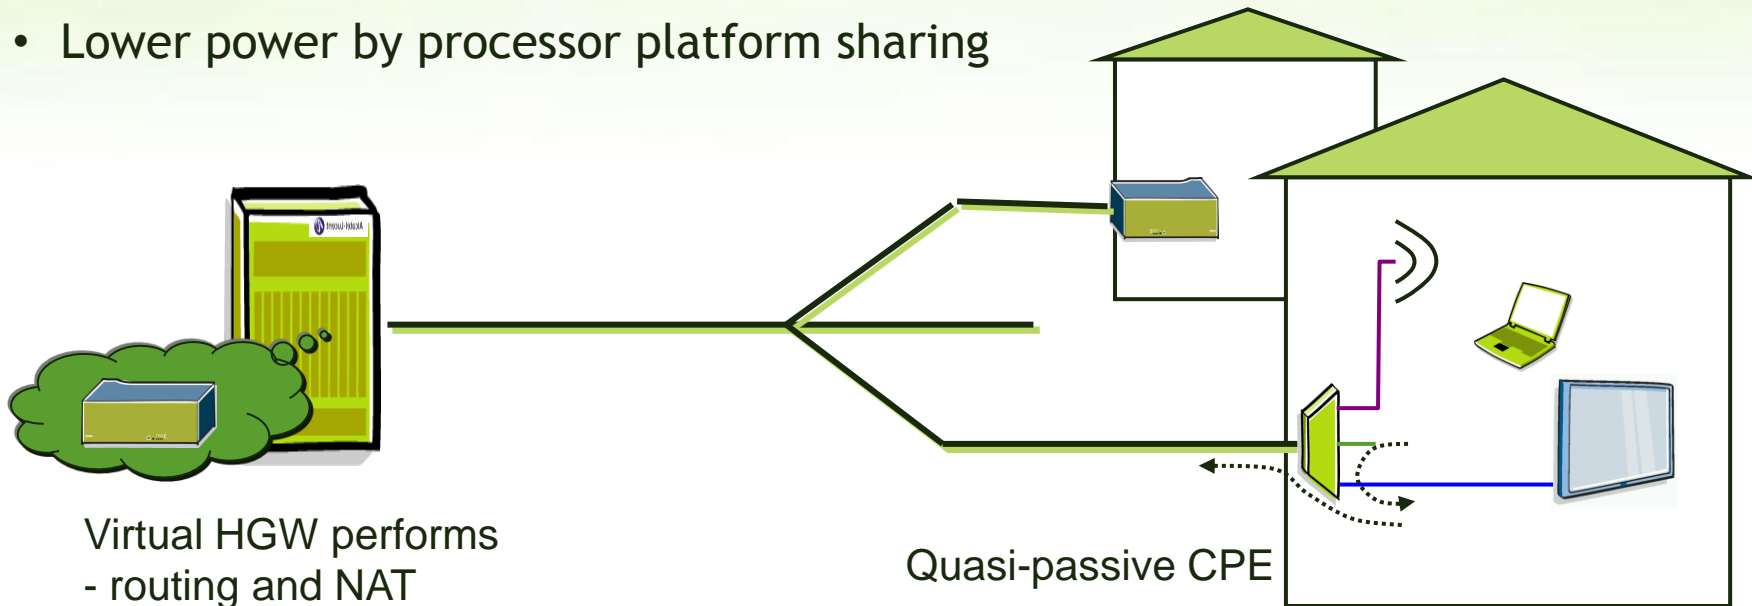 • Lower power by processor platform sharing
Virtual HGW performs
- routing and NAT
Quasi-passive CPE